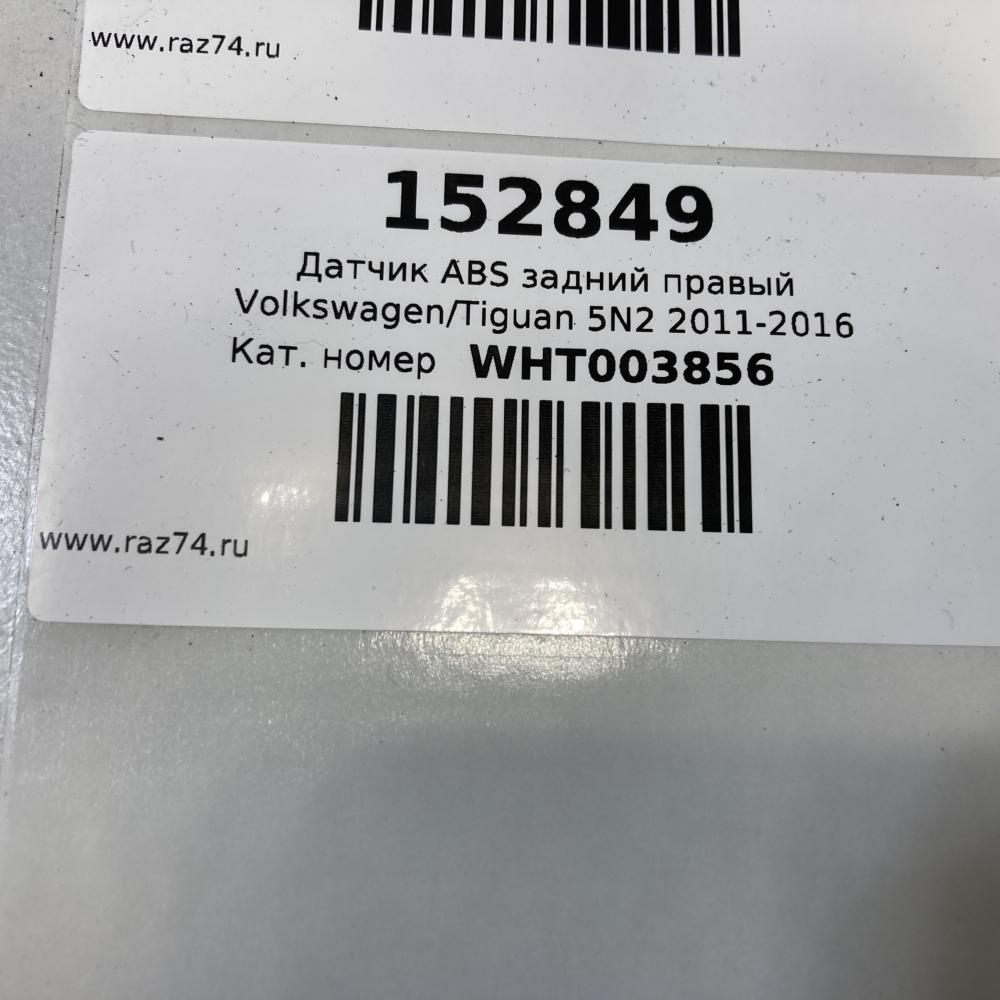 www.raz74.ru
152849
Датчик ABS задний правый
Volkswagen/Tiguan 5N2 2011-2016
Кат. номер WHT003856
www.raz74.ru